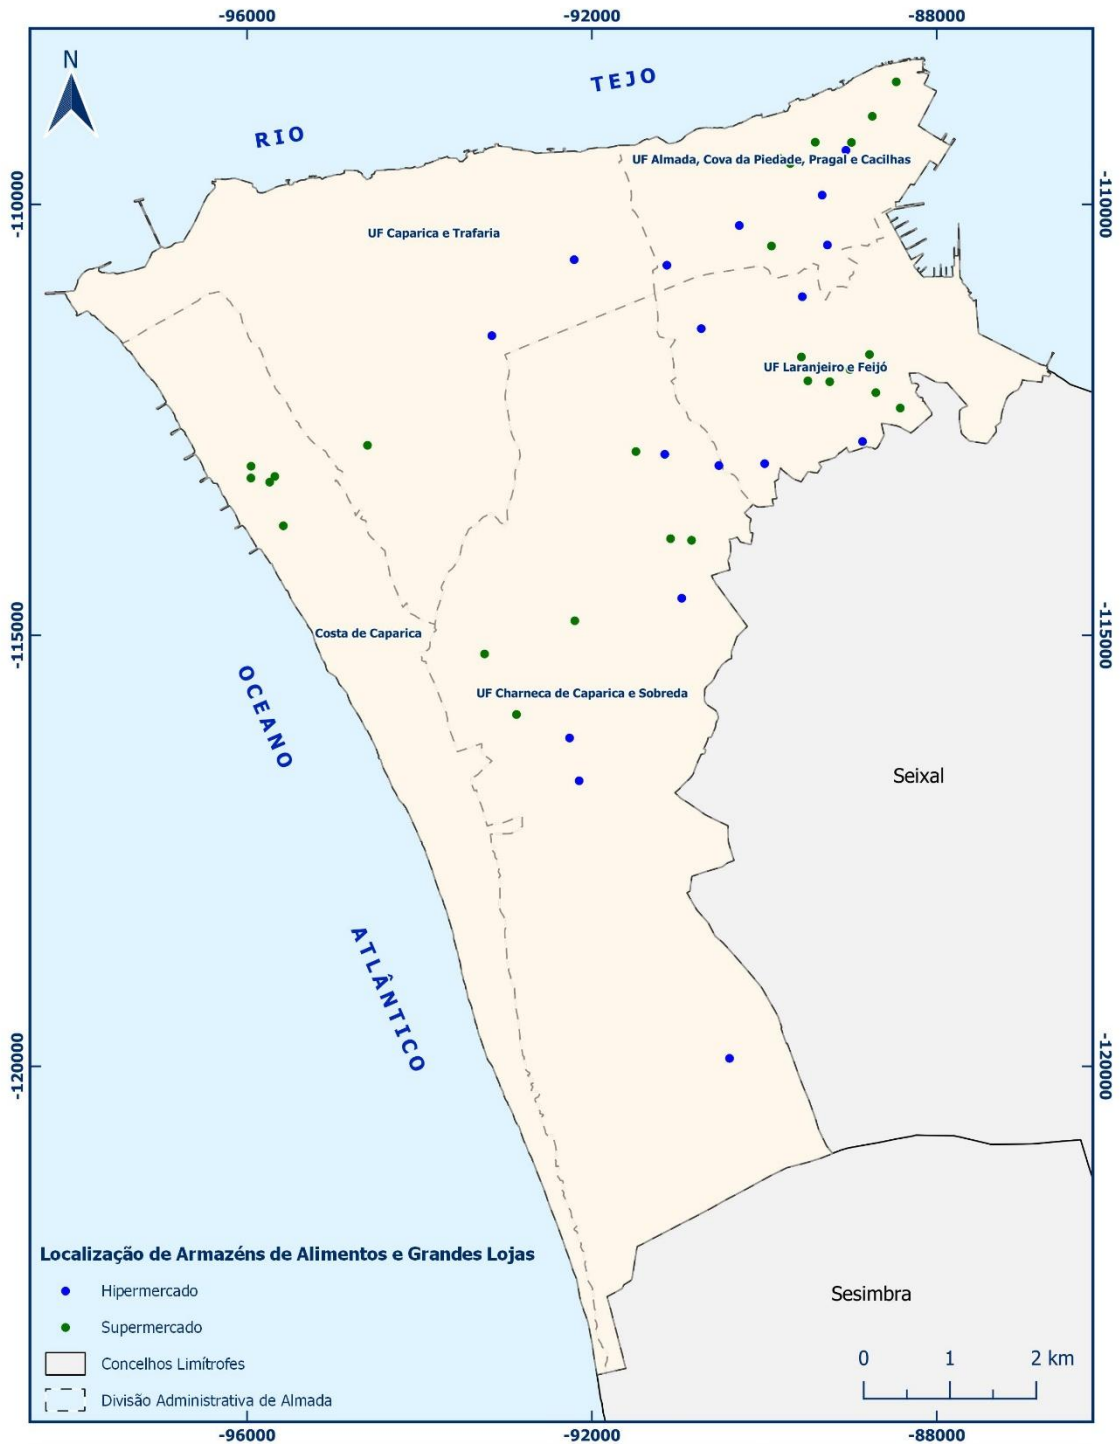 -96000
-92000
-88000
N
TEJO
RIO
UF Almada, Cova da Piedade, Pragal e Cacilhas
-110000
-110000
UF Caparica e Trafaria
UF Laranjeiro e Feijó
Costa de Caparica
-115000
-115000
OCEANO
UF Charneca de Caparica e Sobreda
Seixal
ATLÂNTICO
-120000
-120000
Localização de Armazéns de Alimentos e Grandes Lojas
Hipermercado
Supermercado
Concelhos Limítrofes
Divisão Administrativa de Almada
Sesimbra
0 1 2 km
-96000
-92000
-88000